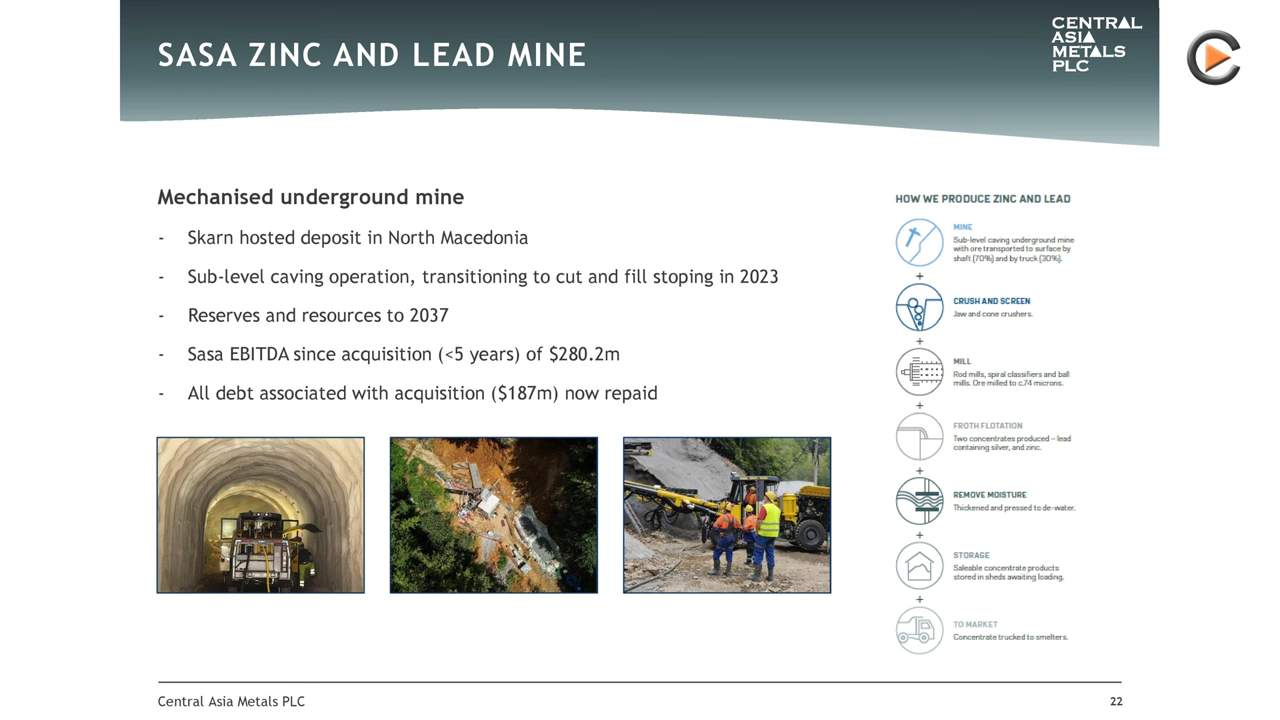 SASA ZINC AND LEAD MINE
CENTRAL
ASIA
METALS
PLC
Mechanised underground mine
- Skarn hosted deposit in North Macedonia
- Sub-level caving operation, transitioning to cut and fill stoping in 2023
- Reserves and resources to 2037
- Sasa EBITDA since acquisition (<5 years) of $280.2m
- All debt associated with acquisition ($187m) now repaid
HOW WE PRODUCE ZINC AND LEAD
MINE
Sub-level caving underground mine
with ore transported to surface by
shaft (70%) and by truck (30%).
+
CRUSH AND SCREEN
Jaw and cone crushers.
+
MILL
Rod mills, spiral classifiers and ball
mills. Ore milled to c.74 microns.
+
FROTH FLOTATION
Two concentrates produced – lead
containing silver, and zinc.
+
REMOVE MOISTURE
Thickened and pressed to de-water.
+
STORAGE
Saleable concentrate products
stored in sheds awaiting loading.
+
TO MARKET
Concentrate trucked to smelters.
Central Asia Metals PLC
22